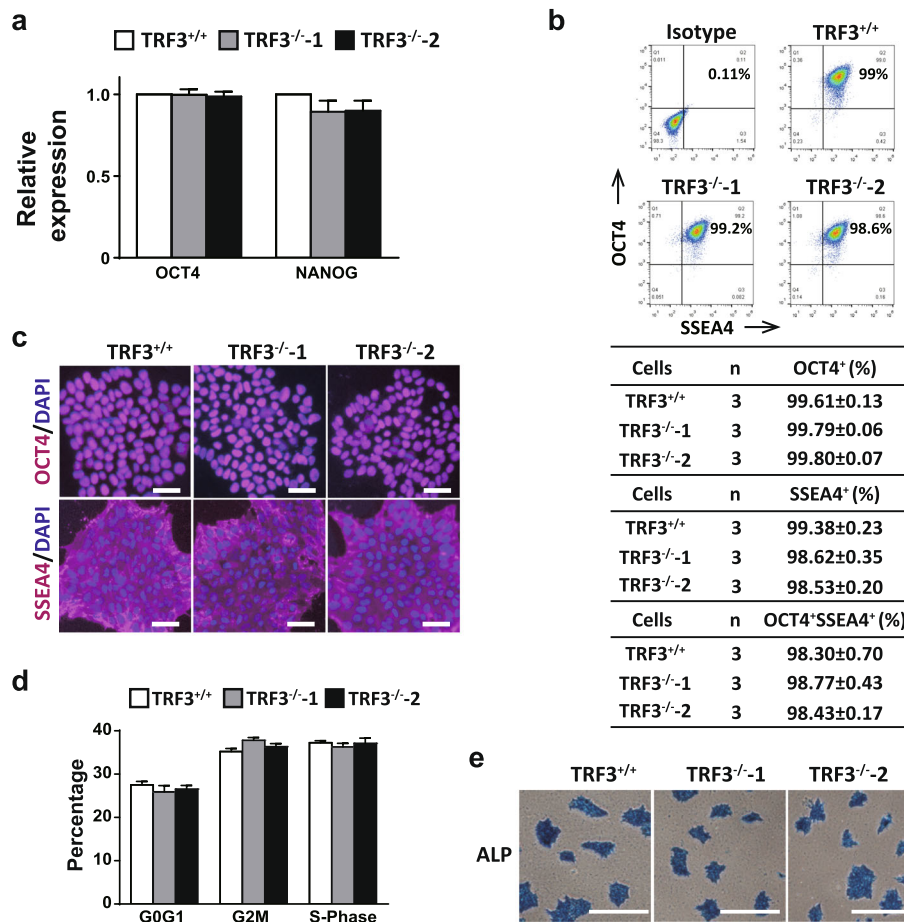 a
TRF3+/+ TRF3-/--1 TRF3-/--2
Relative expression
1.0
0.5
0
OCT4 NANOG
b
Isotype TRF3+/+
0.11% 99%
TRF3-/--1 TRF3-/--2
99.2% 98.6%
OCT4
SSEA4
Cells n OCT4+ (%)
TRF3+/+ 3 99.61±0.13
TRF3-/--1 3 99.79±0.06
TRF3-/--2 3 99.80±0.07
Cells n SSEA4+ (%)
TRF3+/+ 3 99.38±0.23
TRF3-/--1 3 98.62±0.35
TRF3-/--2 3 98.53±0.20
Cells n OCT4+SSEA4+ (%)
TRF3+/+ 3 98.30±0.70
TRF3-/--1 3 98.77±0.43
TRF3-/--2 3 98.43±0.17
c
TRF3+/+ TRF3-/--1 TRF3-/--2
OCT4/DAPI
SSEA4/DAPI
d
TRF3+/+ TRF3-/--1 TRF3-/--2
Percentage
40
30
20
10
0
G0G1 G2M S-Phase
e
TRF3+/+ TRF3-/--1 TRF3-/--2
ALP